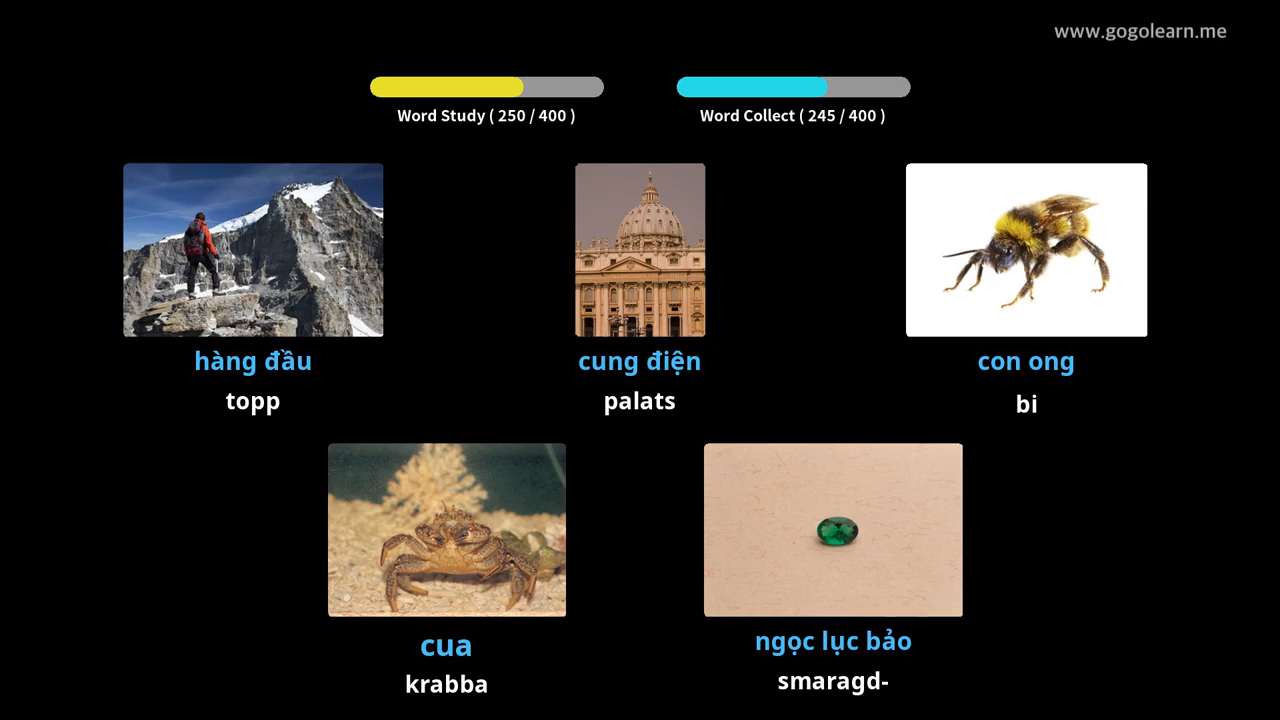 www.gogolearn.me
Word Study ( 250 / 400 )
Word Collect ( 245 / 400 )
hàng đầu
topp
cung điện
palats
con ong
bi
cua
krabba
ngọc lục bảo
smaragd-